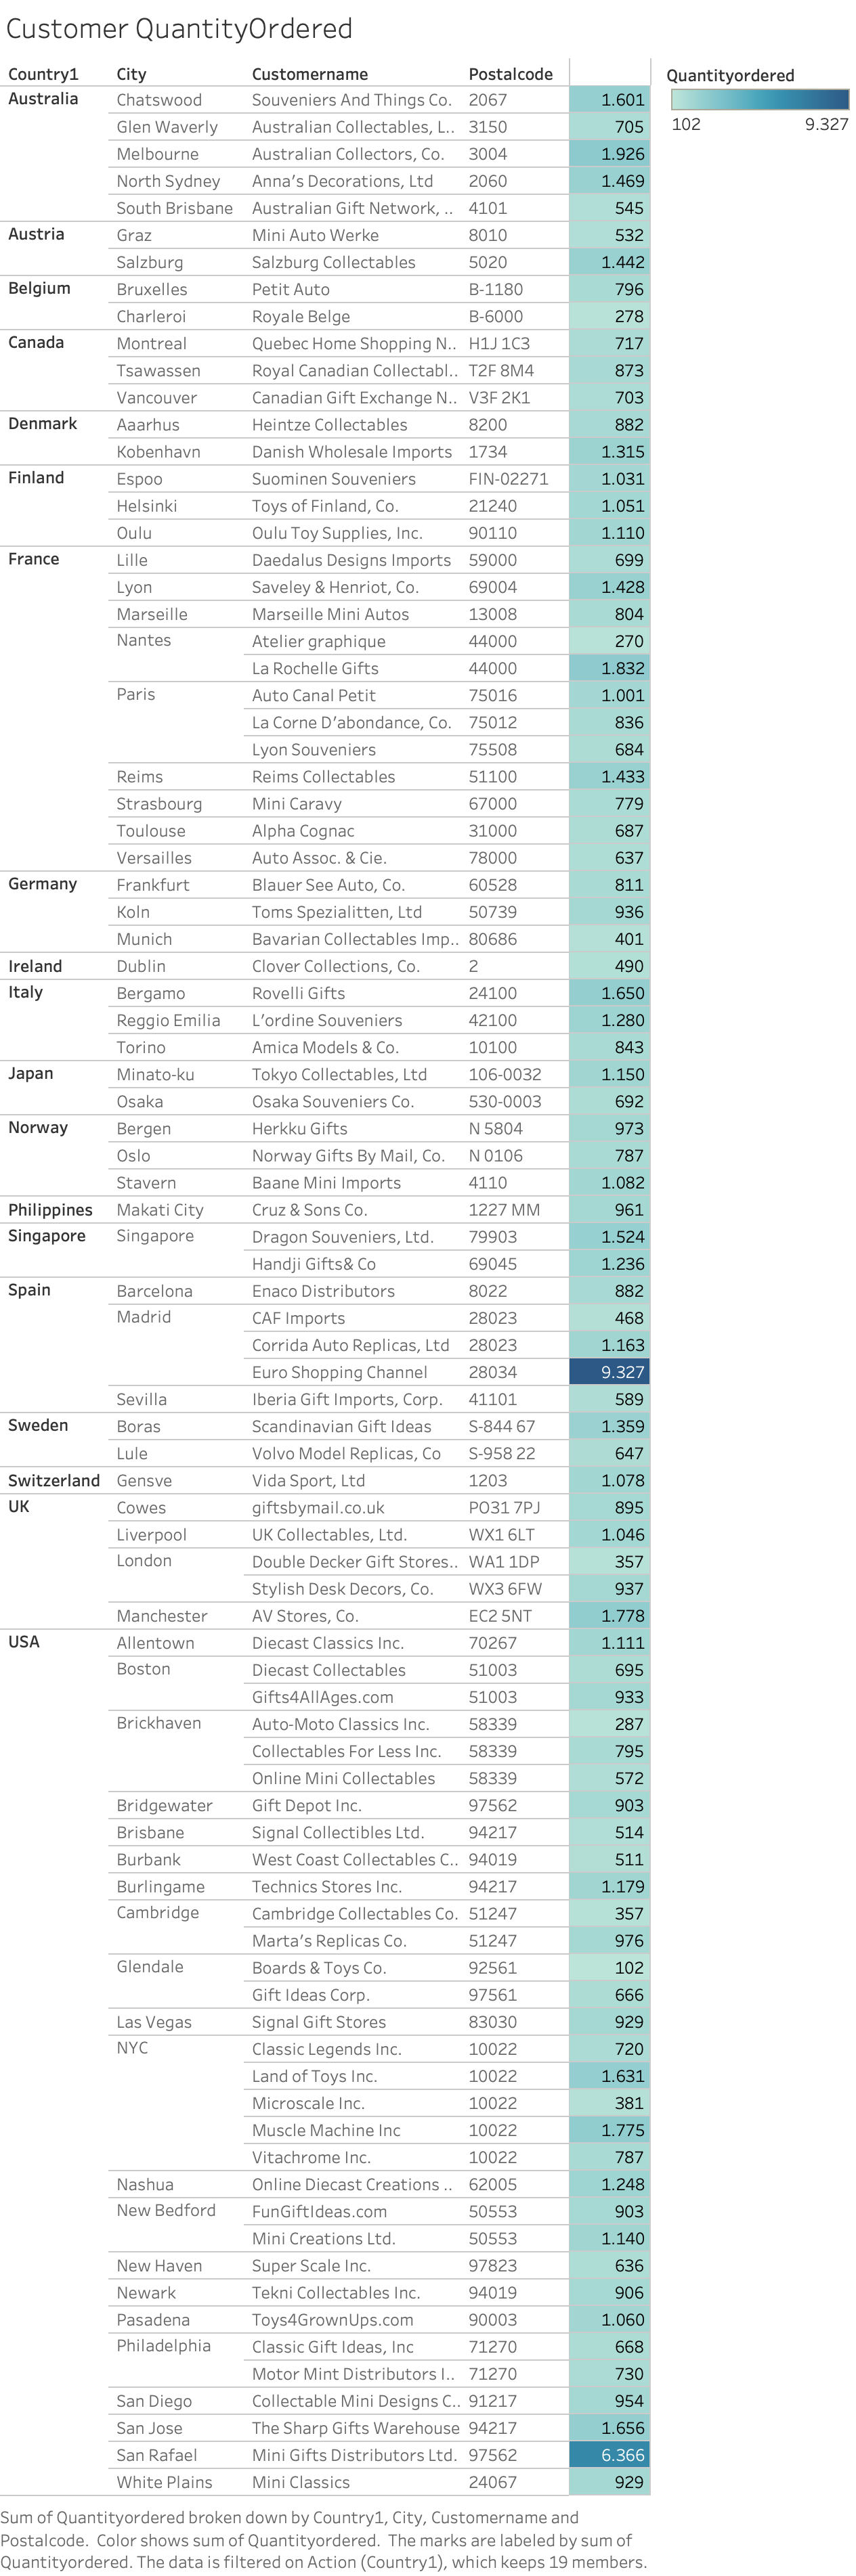 Customer QuantityOrdered
Country1 City Customername Postalcode
Quantityordered
102 9.327
Australia Chatswood Souveniers And Things Co. 2067 1.601
Glen Waverly Australian Collectables, L.. 3150 705
Melbourne Australian Collectors, Co. 3004 1.926
North Sydney Anna's Decorations, Ltd 2060 1.469
South Brisbane Australian Gift Network, .. 4101 545
Austria Graz Mini Auto Werke 8010 532
Salzburg Salzburg Collectables 5020 1.442
Belgium Bruxelles Petit Auto B-1180 796
Charleroi Royale Belge B-6000 278
Canada Montreal Quebec Home Shopping N.. H1J 1C3 717
Tsawassen Royal Canadian Collectabl.. T2F 8M4 873
Vancouver Canadian Gift Exchange N.. V3F 2K1 703
Denmark Aaarhus Heintze Collectables 8200 882
Kobenhavn Danish Wholesale Imports 1734 1.315
Finland Espoo Suominen Souveniers FIN-02271 1.031
Helsinki Toys of Finland, Co. 21240 1.051
Oulu Oulu Toy Supplies, Inc. 90110 1.110
France Lille Daedalus Designs Imports 59000 699
Lyon Saveley & Henriot, Co. 69004 1.428
Marseille Marseille Mini Autos 13008 804
Nantes Atelier graphique 44000 270
La Rochelle Gifts 44000 1.832
Paris Auto Canal Petit 75016 1.001
La Corne D'abondance, Co. 75012 836
Lyon Souveniers 75508 684
Reims Reims Collectables 51100 1.433
Strasbourg Mini Caravy 67000 779
Toulouse Alpha Cognac 31000 687
Versailles Auto Assoc. & Cie. 78000 637
Germany Frankfurt Blauer See Auto, Co. 60528 811
Koln Toms Spezialitten, Ltd 50739 936
Munich Bavarian Collectables Imp.. 80686 401
Ireland Dublin Clover Collections, Co. 2 490
Italy Bergamo Rovelli Gifts 24100 1.650
Reggio Emilia L'ordine Souveniers 42100 1.280
Torino Amica Models & Co. 10100 843
Japan Minato-ku Tokyo Collectables, Ltd 106-0032 1.150
Osaka Osaka Souveniers Co. 530-0003 692
Norway Bergen Herkku Gifts N 5804 973
Oslo Norway Gifts By Mail, Co. N 0106 787
Stavern Baane Mini Imports 4110 1.082
Philippines Makati City Cruz & Sons Co. 1227 MM 961
Singapore Singapore Dragon Souveniers, Ltd. 79903 1.524
Handji Gifts& Co 69045 1.236
Spain Barcelona Enaco Distributors 8022 882
Madrid CAF Imports 28023 468
Corrida Auto Replicas, Ltd 28023 1.163
Euro Shopping Channel 28034 9.327
Sevilla Iberia Gift Imports, Corp. 41101 589
Sweden Boras Scandinavian Gift Ideas S-844 67 1.359
Lule Volvo Model Replicas, Co S-958 22 647
Switzerland Gensve Vida Sport, Ltd 1203 1.078
UK Cowes giftsbymail.co.uk PO31 7PJ 895
Liverpool UK Collectables, Ltd. WX1 6LT 1.046
London Double Decker Gift Stores.. WA1 1DP 357
Stylish Desk Decors, Co. WX3 6FW 937
Manchester AV Stores, Co. EC2 5NT 1.778
USA Allentown Diecast Classics Inc. 70267 1.111
Boston Diecast Collectables 51003 695
Gifts4AllAges.com 51003 933
Brickhaven Auto-Moto Classics Inc. 58339 287
Collectables For Less Inc. 58339 795
Online Mini Collectables 58339 572
Bridgewater Gift Depot Inc. 97562 903
Brisbane Signal Collectibles Ltd. 94217 514
Burbank West Coast Collectables C.. 94019 511
Burlingame Technics Stores Inc. 94217 1.179
Cambridge Cambridge Collectables Co. 51247 357
Marta's Replicas Co. 51247 976
Glendale Boards & Toys Co. 92561 102
Gift Ideas Corp. 97561 666
Las Vegas Signal Gift Stores 83030 929
NYC Classic Legends Inc. 10022 720
Land of Toys Inc. 10022 1.631
Microscale Inc. 10022 381
Muscle Machine Inc 10022 1.775
Vitachrome Inc. 10022 787
Nashua Online Diecast Creations .. 62005 1.248
New Bedford FunGiftIdeas.com 50553 903
Mini Creations Ltd. 50553 1.140
New Haven Super Scale Inc. 97823 636
Newark Tekni Collectables Inc. 94019 906
Pasadena Toys4GrownUps.com 90003 1.060
Philadelphia Classic Gift Ideas, Inc 71270 668
Motor Mint Distributors I.. 71270 730
San Diego Collectable Mini Designs C.. 91217 954
San Jose The Sharp Gifts Warehouse 94217 1.656
San Rafael Mini Gifts Distributors Ltd. 97562 6.366
White Plains Mini Classics 24067 929
Sum of Quantityordered broken down by Country1, City, Customername and
Postalcode. Color shows sum of Quantityordered. The marks are labeled by sum of
Quantityordered. The data is filtered on Action (Country1), which keeps 19 members.